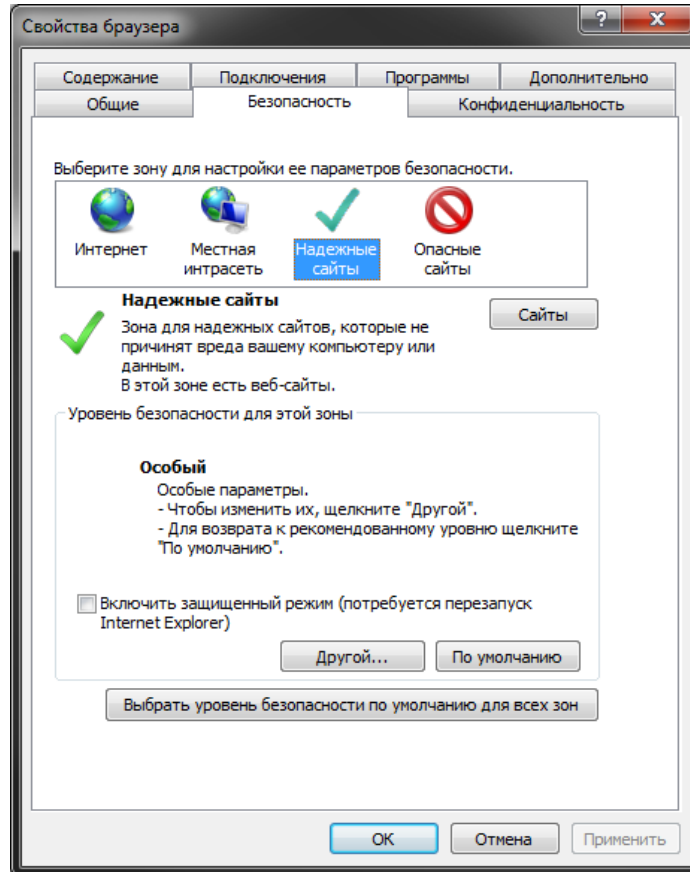 Свойства браузера
Содержание Подключения Программы Дополнительно
Общие Безопасность Конфиденциальность
Выберите зону для настройки ее параметров безопасности.
Интернет Местная интрасеть Надежные сайты Опасные сайты
Надежные сайты
Сайты
Зона для надежных сайтов, которые не
причинят вреда вашему компьютеру или
данным.
В этой зоне есть веб-сайты.
Уровень безопасности для этой зоны
Особый
Особые параметры.
- Чтобы изменить их, щелкните "Другой".
- Для возврата к рекомендованному уровню щелкните
"По умолчанию".
Включить защищенный режим (потребуется перезапуск
Internet Explorer)
Другой... По умолчанию
Выбрать уровень безопасности по умолчанию для всех зон
ОК Отмена Применить